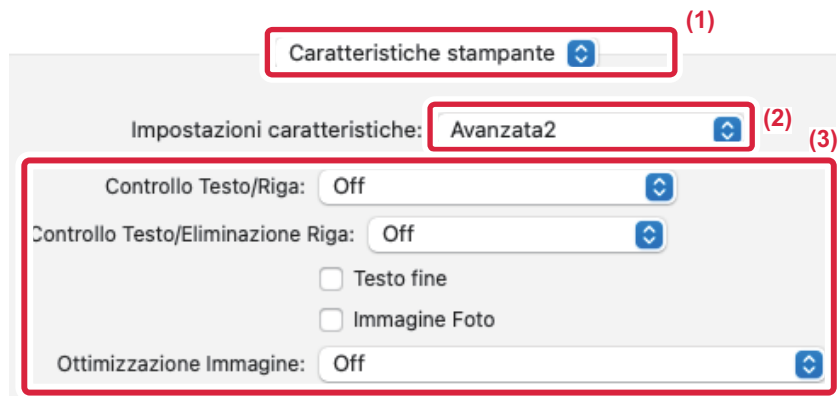 (1)
Caratteristiche stampante
Impostazioni caratteristiche: Avanzata2 (2)
(3)
Controllo Testo/Riga: Off
Controllo Testo/Eliminazione Riga: Off
Testo fine
Immagine Foto
Ottimizzazione Immagine: Off